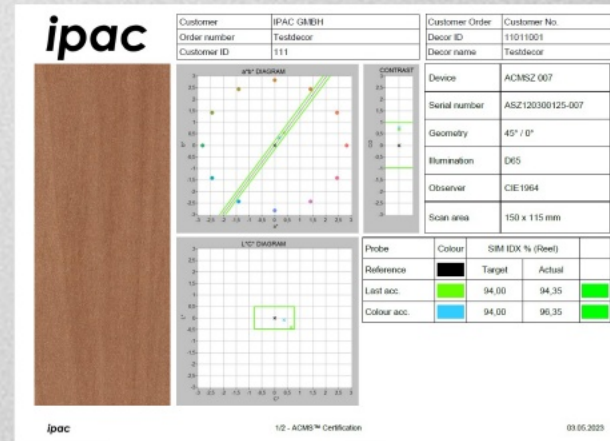 ipac
Customer IPAC GMBH
Order number Testdecor
Customer ID 111
Customer Order Customer No.
Decor ID 11011001
Decor name Testdecor
a*b* DIAGRAM
CONTRAST
Device ACMSZ 007
Serial number ASZ120300125-007
Geometry 45° / 0°
Illumination D65
Observer CIE1964
Scan area 150 x 115 mm
L*C* DIAGRAM
Probe Colour SIM IDX % (Reel)
Reference Target Actual
Last acc. 94,00 94,35
Colour acc. 94,00 96,35
ipac 1/2 - ACMS™ Certification 03.05.2023